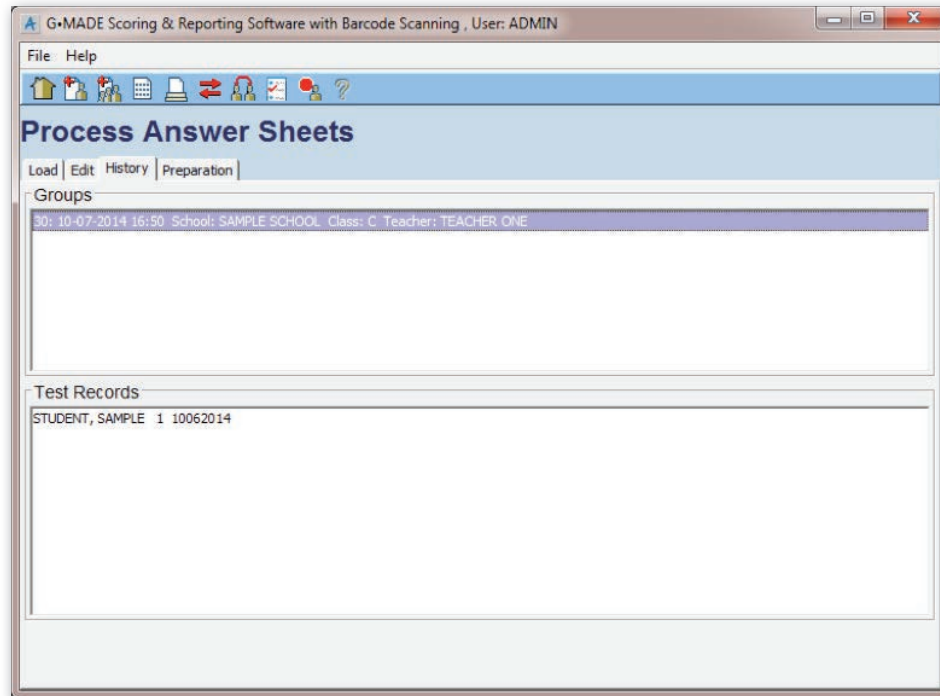 G•MADE Scoring & Reporting Software with Barcode Scanning , User: ADMIN
File Help
Process Answer Sheets
Load Edit History Preparation
Groups
30: 10-07-2014 16:50 School: SAMPLE SCHOOL Class: C Teacher: TEACHER ONE
Test Records
STUDENT, SAMPLE 1 10062014